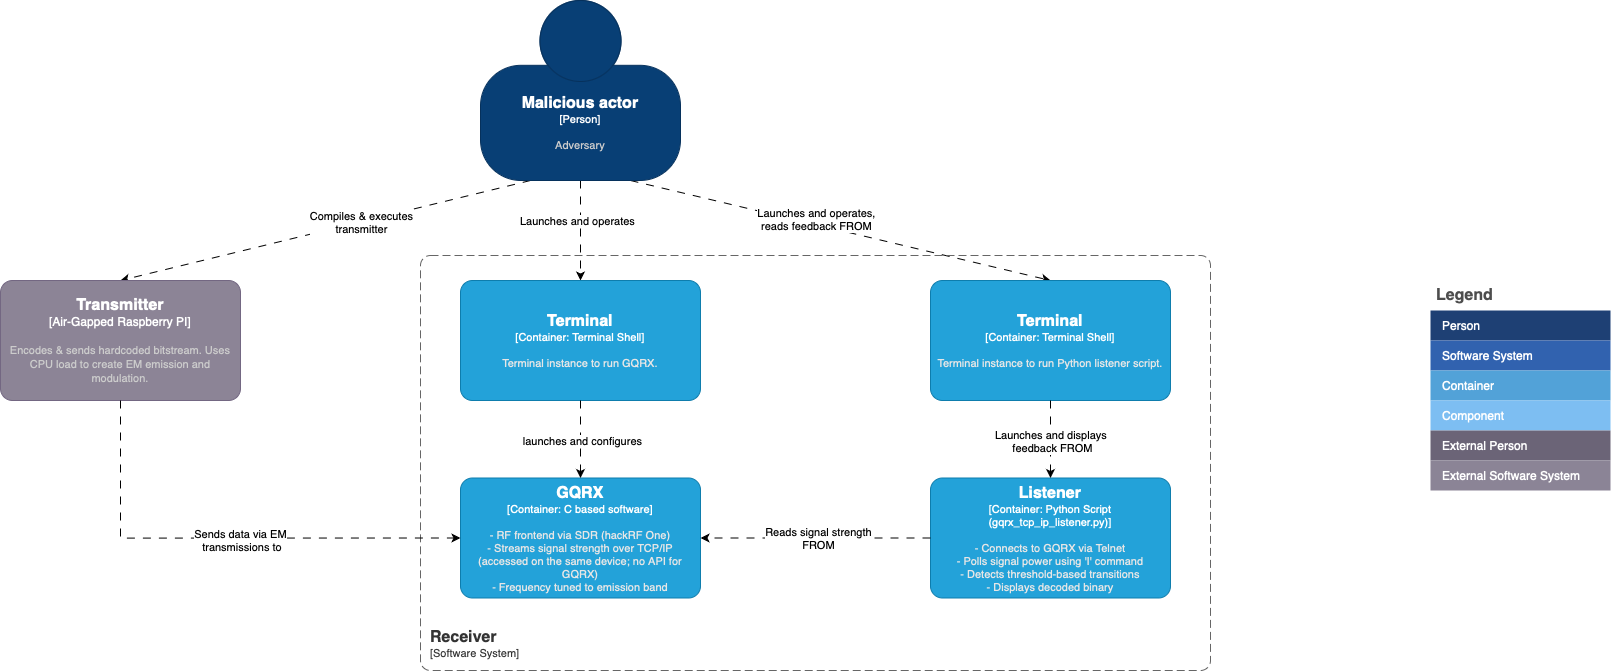 Malicious actor
[Person]
Adversary
Compiles & executes
transmitter
Launches and operates
Launches and operates,
reads feedback FROM
Transmitter
[Air-Gapped Raspberry PI]
Encodes & sends hardcoded bitstream. Uses
CPU load to create EM emission and
modulation.
Terminal
[Container: Terminal Shell]
Terminal instance to run GQRX.
Terminal
[Container: Terminal Shell]
Terminal instance to run Python listener script.
launches and configures
Launches and displays
feedback FROM
Sends data via EM
transmissions to
GQRX
[Container: C based software]
- RF frontend via SDR (hackRF One)
- Streams signal strength over TCP/IP
(accessed on the same device; no API for
GQRX)
- Frequency tuned to emission band
Reads signal strength
FROM
Listener
[Container: Python Script
(gqrx_tcp_ip_listener.py)]
- Connects to GQRX via Telnet
- Polls signal power using 'l' command
- Detects threshold-based transitions
- Displays decoded binary
Receiver
[Software System]
Legend
Person
Software System
Container
Component
External Person
External Software System